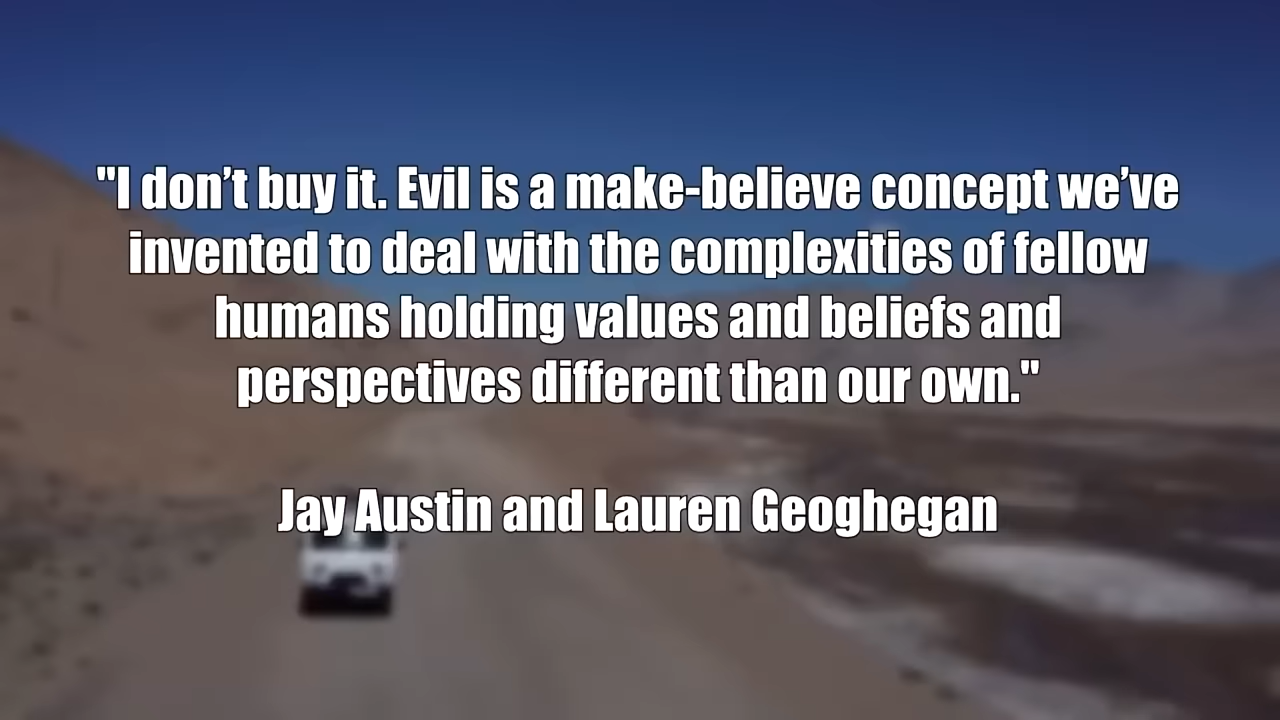 "I don’t buy it. Evil is a make-believe concept we’ve
invented to deal with the complexities of fellow
humans holding values and beliefs and
perspectives different than our own."
Jay Austin and Lauren Geoghegan